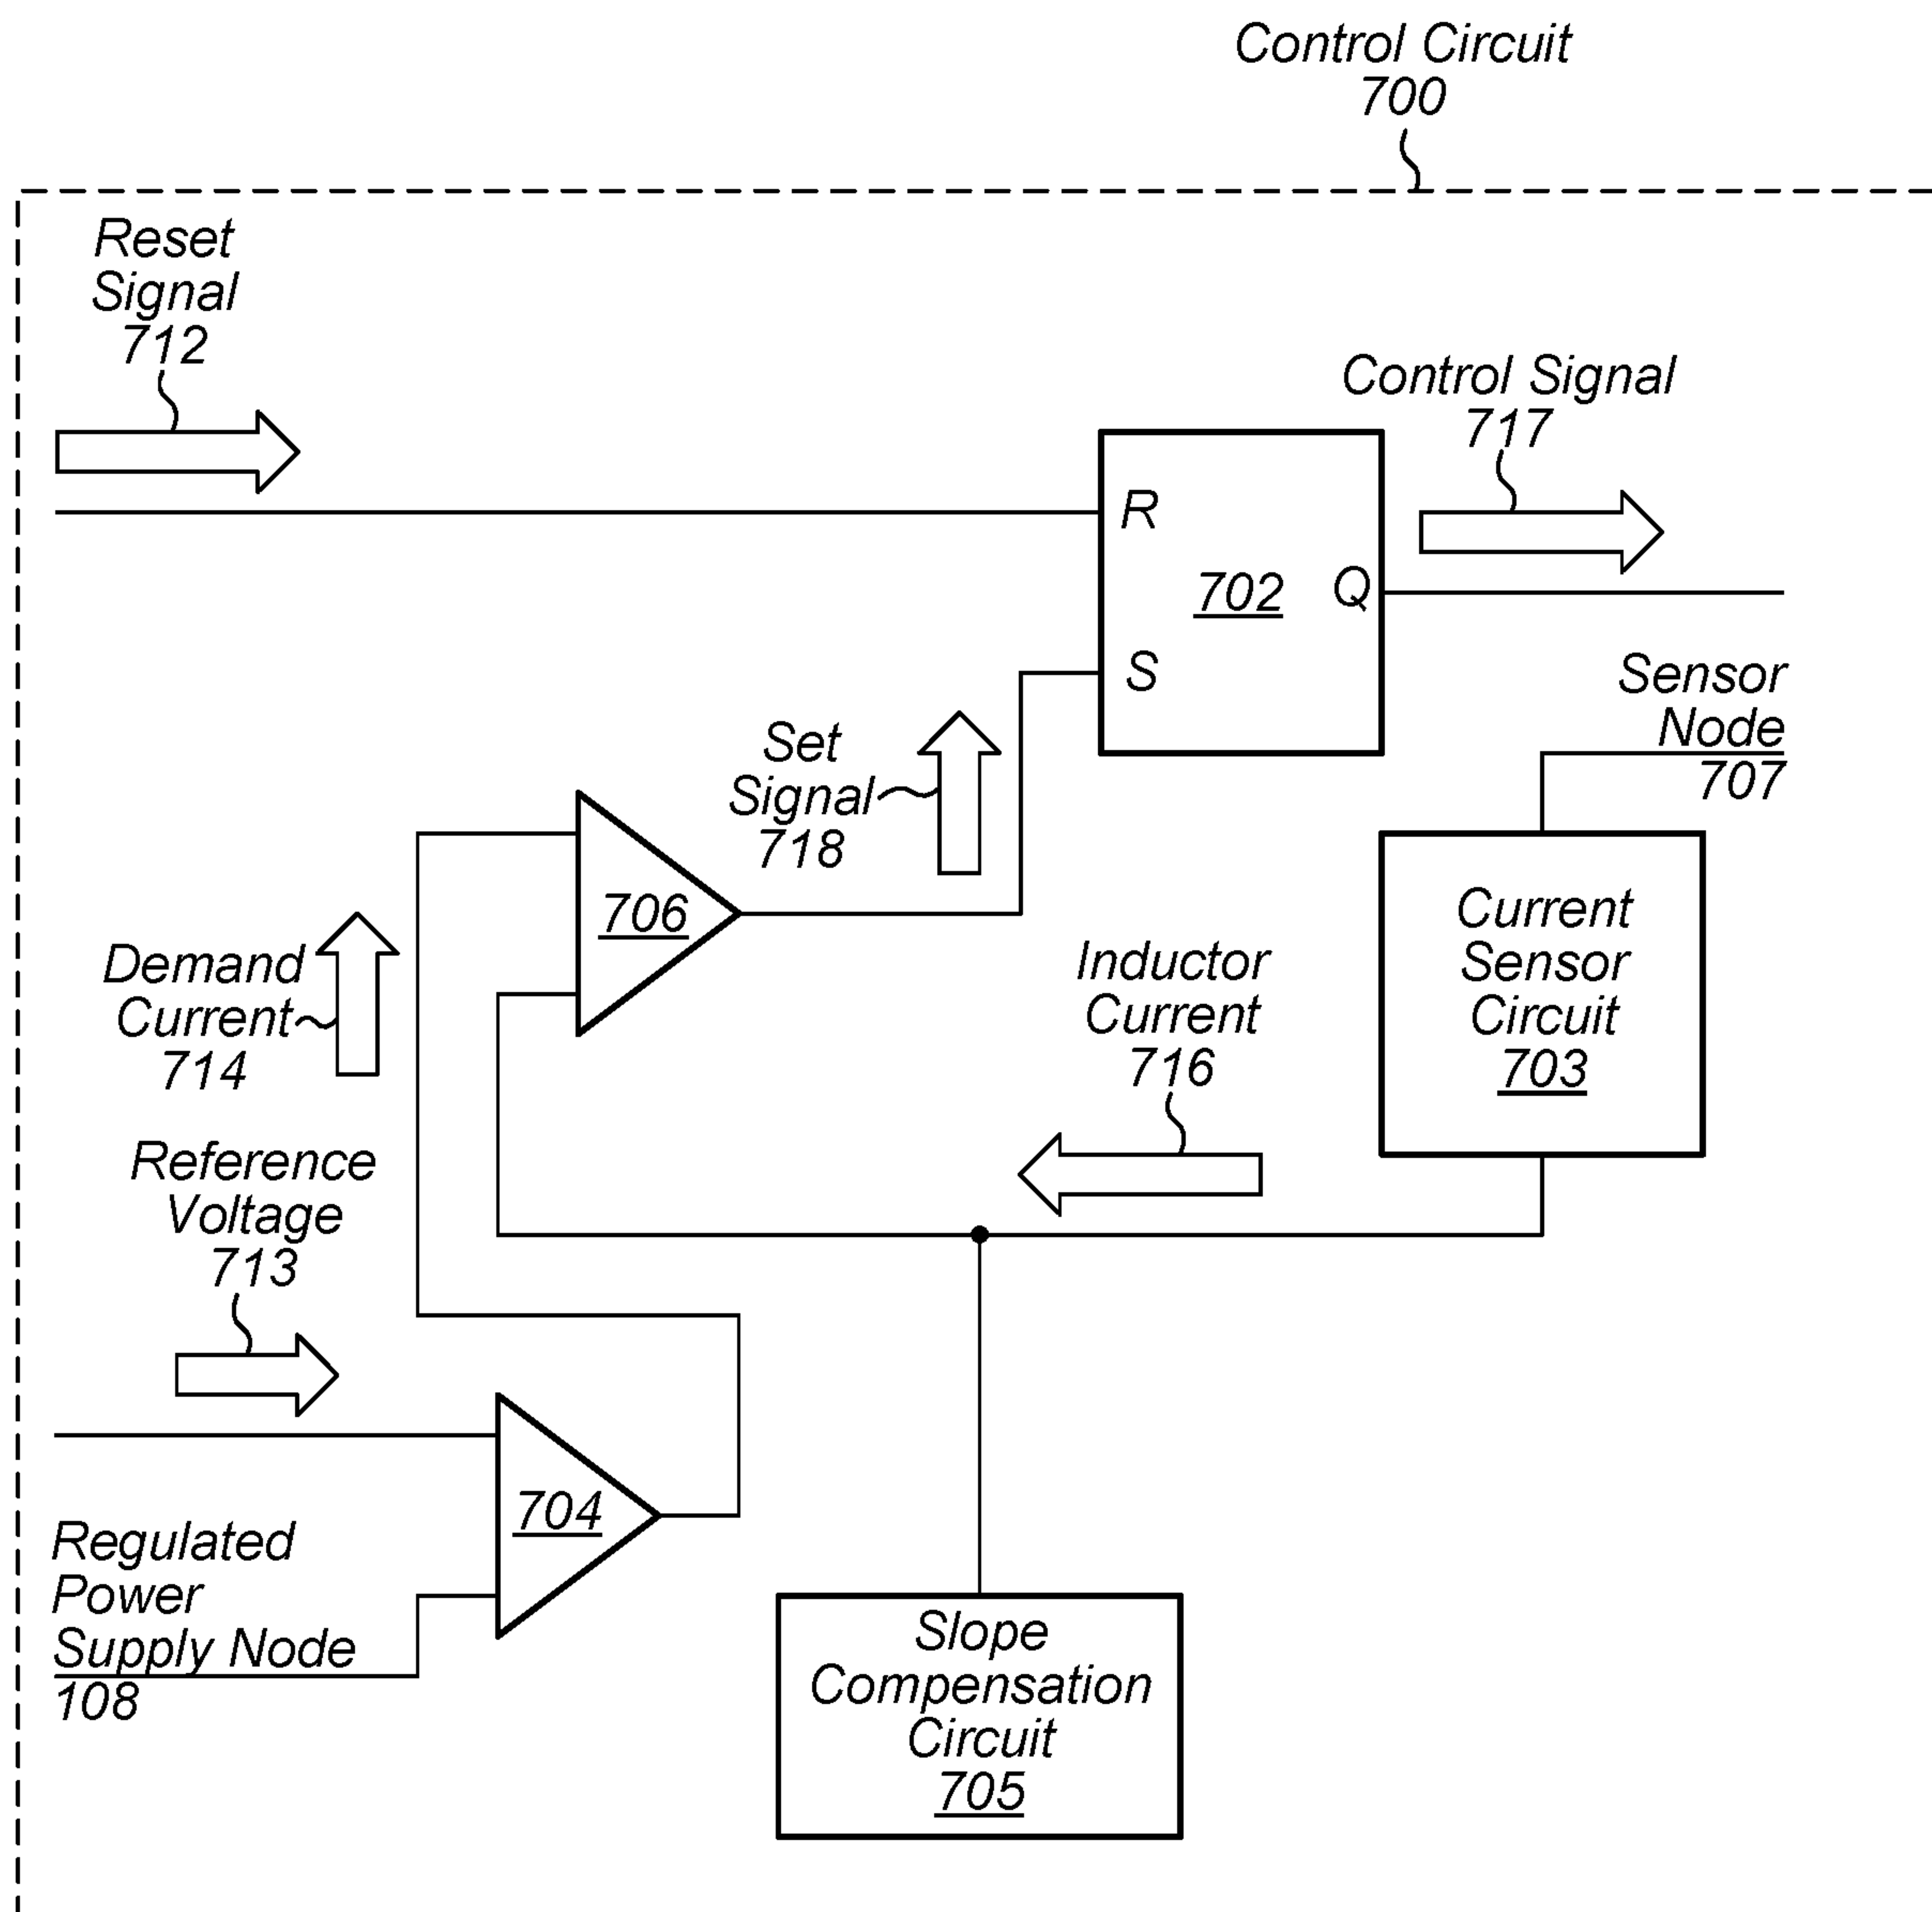 Control Circuit
700
Reset
Signal
712
Control Signal
717
R
702
Q
S
Sensor
Node
707
Set
Signal
718
706
Current
Sensor
Circuit
703
Demand
Current
714
Inductor
Current
716
Reference
Voltage
713
704
Regulated
Power
Supply Node
108
Slope
Compensation
Circuit
705